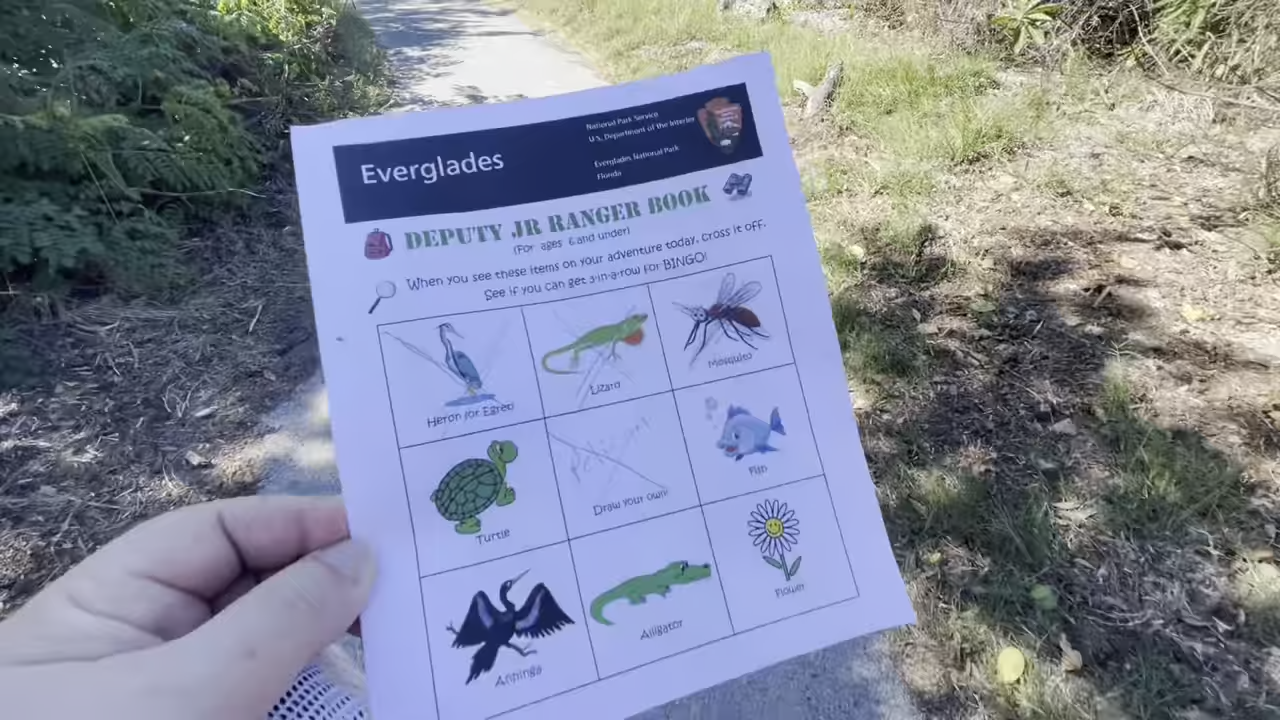 Everglades
National Park Service
U.S. Department of the Interior
Everglades National Park
Florida
DEPUTY JR RANGER BOOK
(For ages 6 and under)
When you see these items on your adventure today, cross it off.
See if you can get 3-in-a-row for BINGO!
Heron (or Egret)
Lizard
Mosquito
Turtle
Draw your own!
Fish
Anhinga
Alligator
Flower